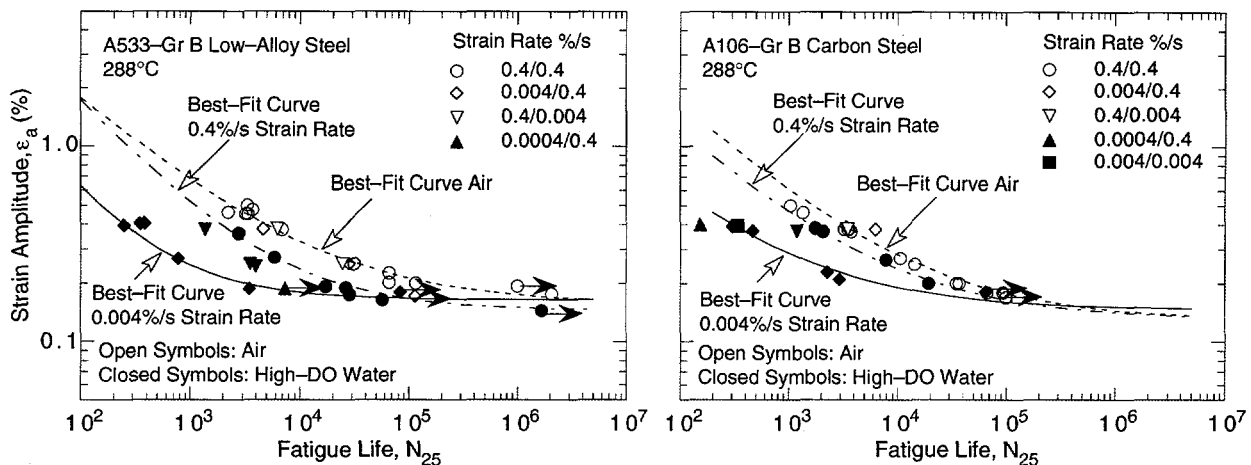 A533–Gr B Low–Alloy Steel
288°C
Strain Rate %/s
0.4/0.4
0.004/0.4
0.4/0.004
0.0004/0.4
Best–Fit Curve
0.4%/s Strain Rate
Best–Fit Curve Air
Best–Fit Curve
0.004%/s Strain Rate
Open Symbols: Air
Closed Symbols: High–DO Water
Strain Amplitude, εa (%)
1.0
0.1
10^2 10^3 10^4 10^5 10^6 10^7
Fatigue Life, N25
A106–Gr B Carbon Steel
288°C
Strain Rate %/s
0.4/0.4
0.004/0.4
0.4/0.004
0.0004/0.4
0.004/0.004
Best–Fit Curve
0.4%/s Strain Rate
Best–Fit Curve Air
Best–Fit Curve
0.004%/s Strain Rate
Open Symbols: Air
Closed Symbols: High–DO Water
10^2 10^3 10^4 10^5 10^6 10^7
Fatigue Life, N25